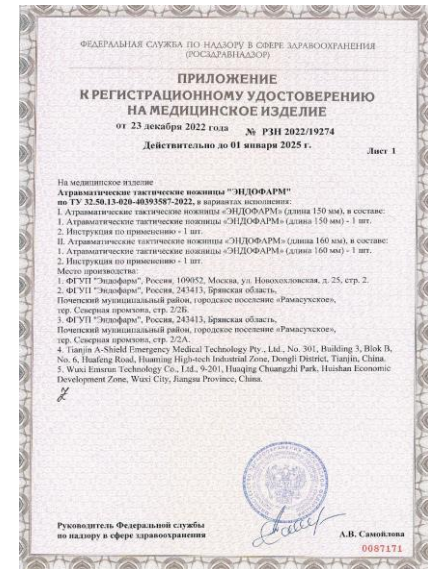 ФЕДЕРАЛЬНАЯ СЛУЖБА ПО НАДЗОРУ В СФЕРЕ ЗДРАВООХРАНЕНИЯ
(РОСЗДРАВНАДЗОР)
ПРИЛОЖЕНИЕ
К РЕГИСТРАЦИОННОМУ УДОСТОВЕРЕНИЮ
НА МЕДИЦИНСКОЕ ИЗДЕЛИЕ
от 23 декабря 2022 года № РЗН 2022/19274
Действительно до 01 января 2025 г.
Лист 1
На медицинское изделие
Атравматические тактические ножницы "ЭНДОФАРМ"
по ТУ 32.50.13-020-40393587-2022, в вариантах исполнения:
I. Атравматические тактические ножницы «ЭНДОФАРМ» (длина 150 мм), в составе:
1. Атравматические тактические ножницы «ЭНДОФАРМ» (длина 150 мм) - 1 шт.
2. Инструкция по применению - 1 шт.
II. Атравматические тактические ножницы «ЭНДОФАРМ» (длина 160 мм), в составе:
1. Атравматические тактические ножницы «ЭНДОФАРМ» (длина 160 мм) - 1 шт.
2. Инструкция по применению - 1 шт.
Место производства:
1. ФГУП "Эндофарм", Россия, 109052, Москва, ул. Новохохловская, д. 25, стр. 2.
2. ФГУП "Эндофарм", Россия, 243413, Брянская область,
Почепский муниципальный район, городское поселение «Рамасухское»,
тер. Северная промзона, стр. 2/2Б.
3. ФГУП "Эндофарм", Россия, 243413, Брянская область,
Почепский муниципальный район, городское поселение «Рамасухское»,
тер. Северная промзона, стр. 2/2А.
4. Tianjin A-Shield Emergency Medical Technology Pty., Ltd., No. 301, Building 3, Blok B,
No. 6, Huafeng Road, Huaming High-tech Industrial Zone, Dongli District, Tianjin, China.
5. Wuxi Emsrun Technology Co., Ltd., 9-201, Huaqing Chuangzhi Park, Huishan Economic
Development Zone, Wuxi City, Jiangsu Province, China.
Руководитель Федеральной службы
по надзору в сфере здравоохранения
А.В. Самойлова
0087171